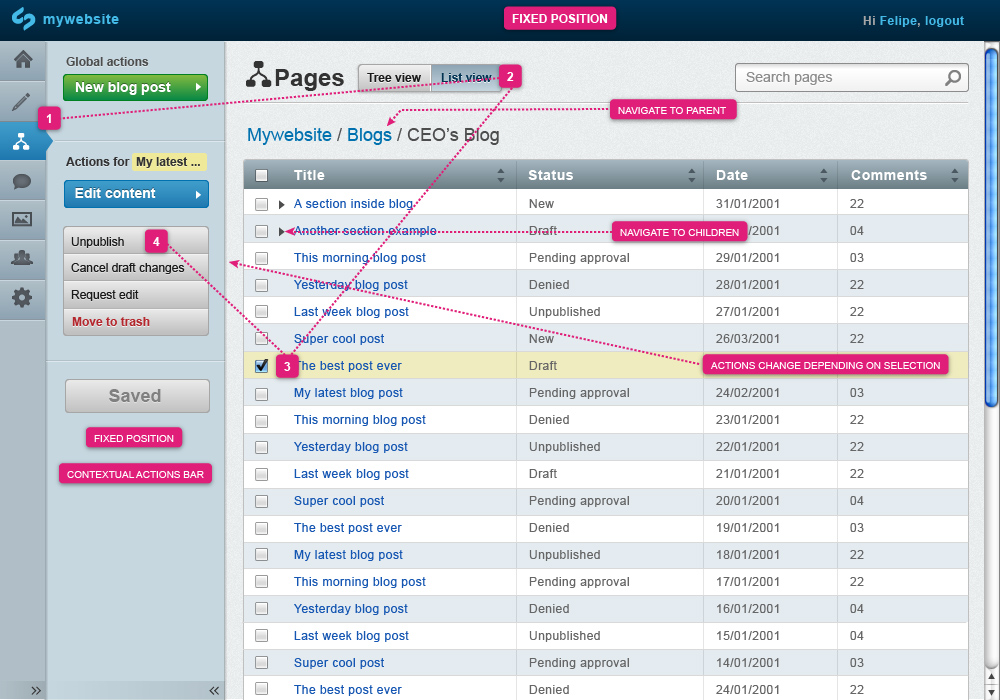 mywebsite
FIXED POSITION
Hi Felipe, logout
Global actions
New blog post
Pages
Tree view
List view
2
Search pages
1
NAVIGATE TO PARENT
Mywebsite / Blogs / CEO's Blog
Actions for My latest ...
Edit content
Unpublish
4
Cancel draft changes
Request edit
Move to trash
Saved
FIXED POSITION
CONTEXTUAL ACTIONS BAR
Title Status Date Comments
A section inside blog New 31/01/2001 22
Another section example Draft /2001 04
NAVIGATE TO CHILDREN
This morning blog post Pending approval 29/01/2001 03
Yesterday blog post Denied 28/01/2001 22
Last week blog post Unpublished 27/01/2001 22
Super cool post New 26/03/2001 22
3
The best post ever Draft
ACTIONS CHANGE DEPENDING ON SELECTION
My latest blog post Pending approval 24/02/2001 03
This morning blog post Denied 23/01/2001 22
Yesterday blog post Unpublished 22/01/2001 22
Last week blog post Draft 21/01/2001 22
Super cool post Pending approval 20/01/2001 04
The best post ever Denied 19/01/2001 03
My latest blog post Unpublished 18/01/2001 22
This morning blog post Pending approval 17/01/2001 22
Yesterday blog post Denied 16/01/2001 04
Last week blog post Unpublished 15/01/2001 22
Super cool post Pending approval 14/01/2001 03
The best post ever Denied 24/01/2001 22